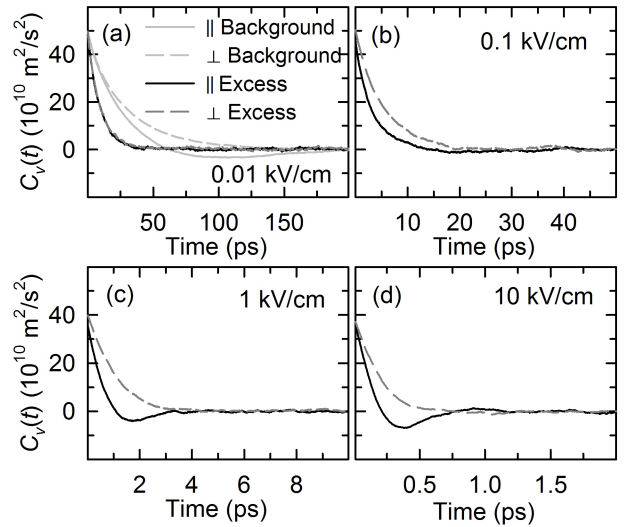 (a)
∥ Background
⊥ Background
∥ Excess
⊥ Excess
0.01 kV/cm
40
20
0
C_v(t) (10^10 m^2/s^2)
50 100 150
Time (ps)
(b)
0.1 kV/cm
10 20 30 40
Time (ps)
(c)
1 kV/cm
40
20
0
C_v(t) (10^10 m^2/s^2)
2 4 6 8
Time (ps)
(d)
10 kV/cm
0.5 1.0 1.5
Time (ps)